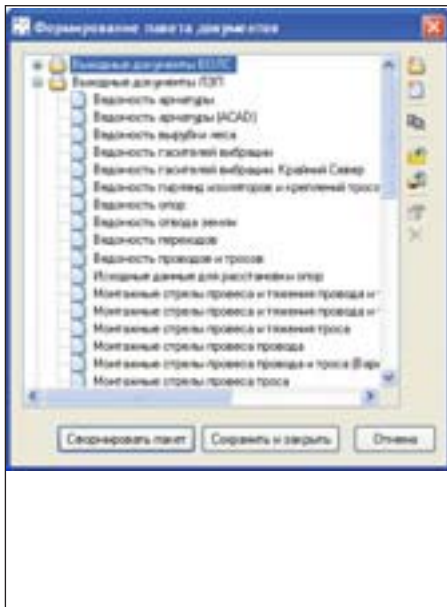 Формирование пакета документов
Выходные документы ВОЛС
Выходные документы ЛЭП
Ведомость арматуры
Ведомость арматуры (ACAD)
Ведомость вырубки леса
Ведомость гасителей вибрации
Ведомость гасителей вибрации. Крайний Север
Ведомость гирлянд изоляторов и креплений тросо
Ведомость опор
Ведомость отвода земли
Ведомость переходов
Ведомость проводов и тросов
Исходные данные для расстановки опор
Монтажные стрелы провеса и тяжения провода и
Монтажные стрелы провеса и тяжения провода и
Монтажные стрелы провеса и тяжения троса
Монтажные стрелы провеса провода
Монтажные стрелы провеса провода и троса (Вари
Монтажные стрелы провеса троса
Сформировать пакет
Сохранить и закрыть
Отмена